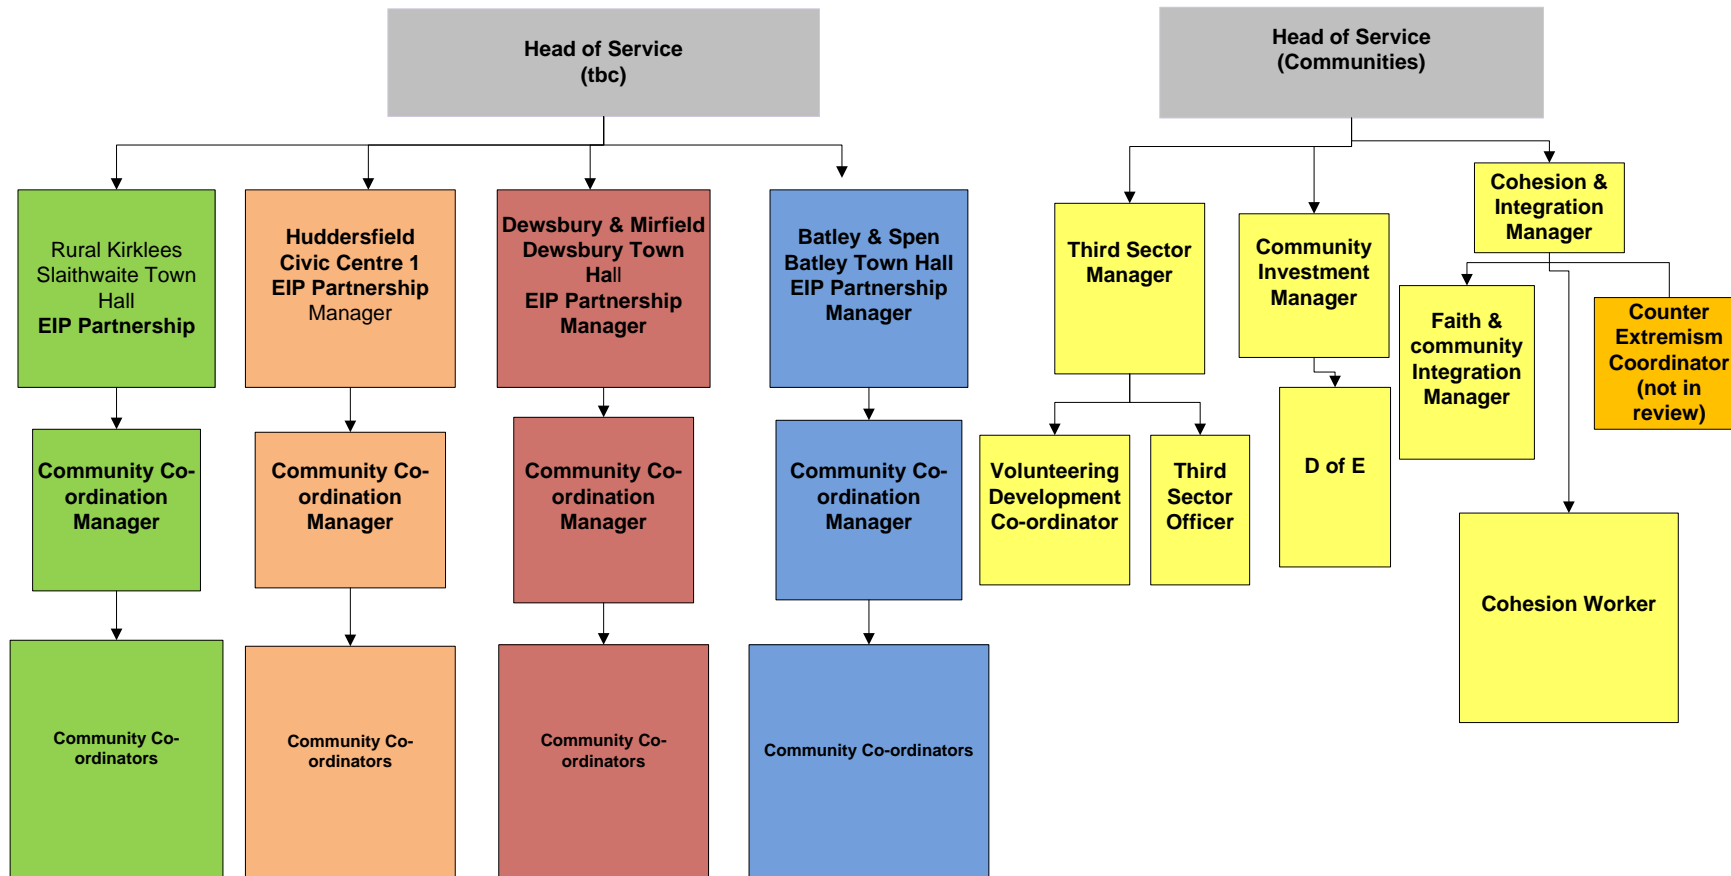 Head of Service
(tbc)
Head of Service
(Communities)
Rural Kirklees
Slaithwaite Town
Hall
EIP Partnership
Huddersfield
Civic Centre 1
EIP Partnership
Manager
Dewsbury & Mirfield
Dewsbury Town
Hall
EIP Partnership
Manager
Batley & Spen
Batley Town Hall
EIP Partnership
Manager
Third Sector
Manager
Community
Investment
Manager
Cohesion &
Integration
Manager
Faith &
community
Integration
Manager
Counter
Extremism
Coordinator
(not in
review)
Community Co-
ordination
Manager
Community Co-
ordination
Manager
Community Co-
ordination
Manager
Community Co-
ordination
Manager
Volunteering
Development
Co-ordinator
Third
Sector
Officer
D of E
Cohesion Worker
Community Co-
ordinators
Community Co-
ordinators
Community Co-
ordinators
Community Co-ordinators